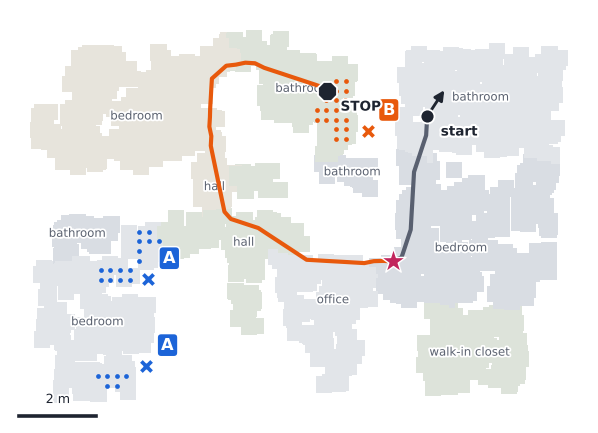 bathroom
bathroom
STOP
B
start
bedroom
bathroom
hall
bathroom
hall
bedroom
A
office
bedroom
A
walk-in closet
2 m